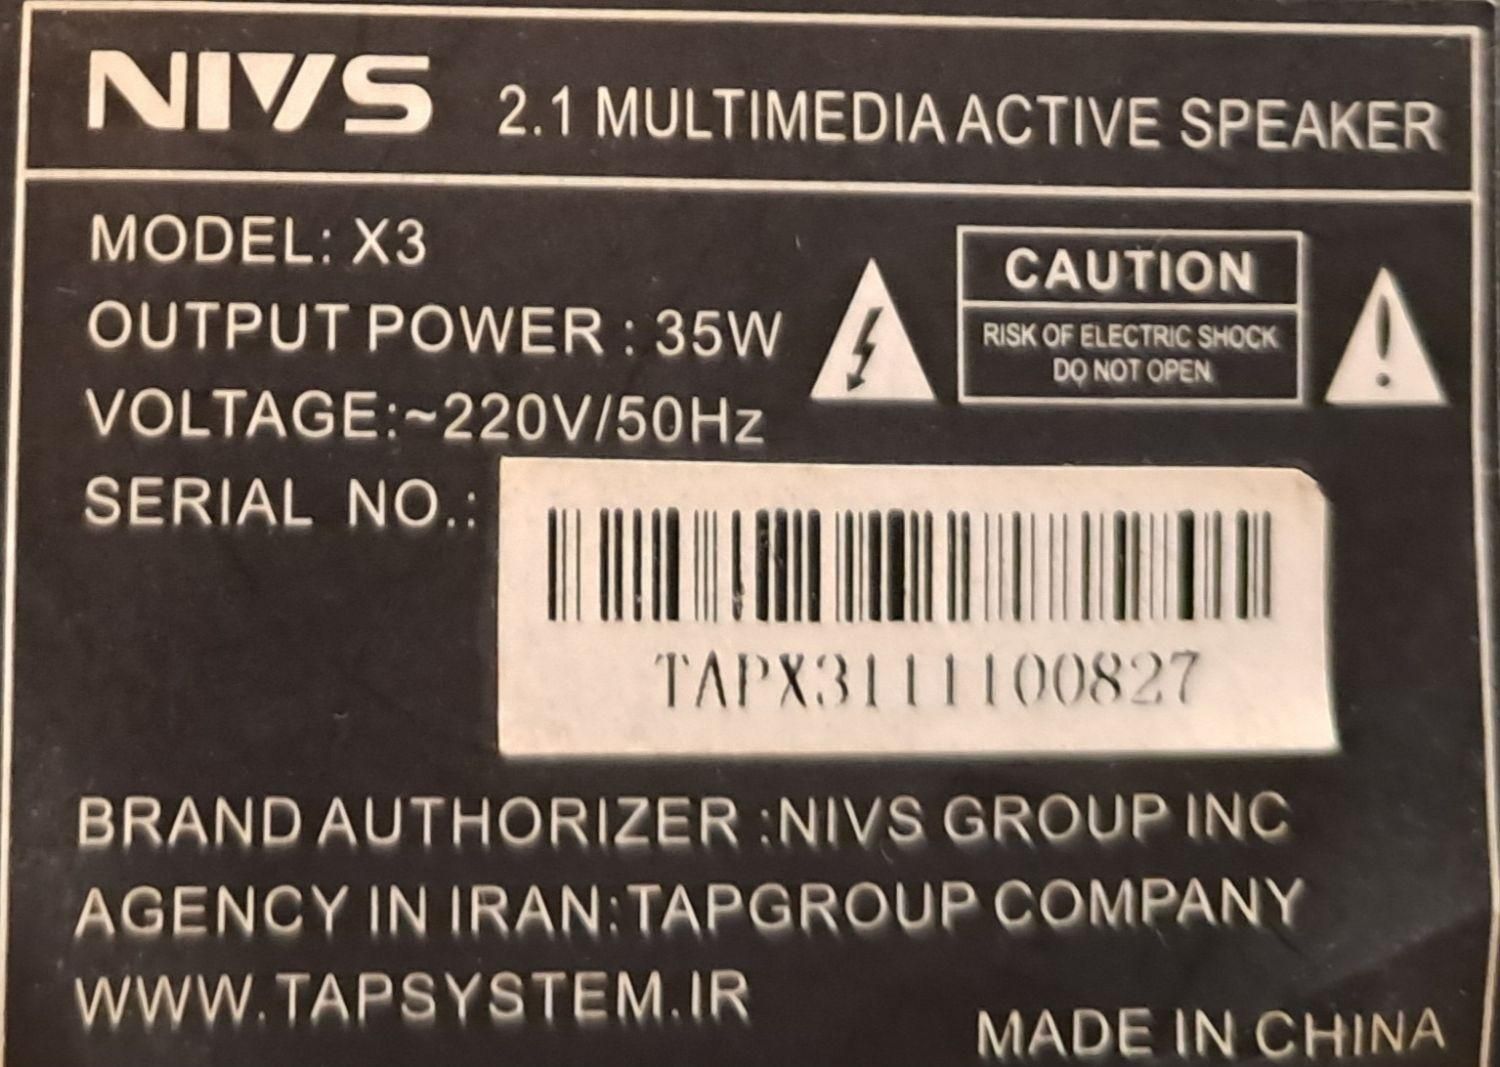 NIVS 2.1 MULTIMEDIA ACTIVE SPEAKER
MODEL: X3
OUTPUT POWER : 35W
VOLTAGE:~220V/50Hz
CAUTION
RISK OF ELECTRIC SHOCK
DO NOT OPEN
SERIAL NO.:
TAPX3111100827
BRAND AUTHORIZER :NIVS GROUP INC
AGENCY IN IRAN:TAPGROUP COMPANY
WWW.TAPSYSTEM.IR
MADE IN CHINA